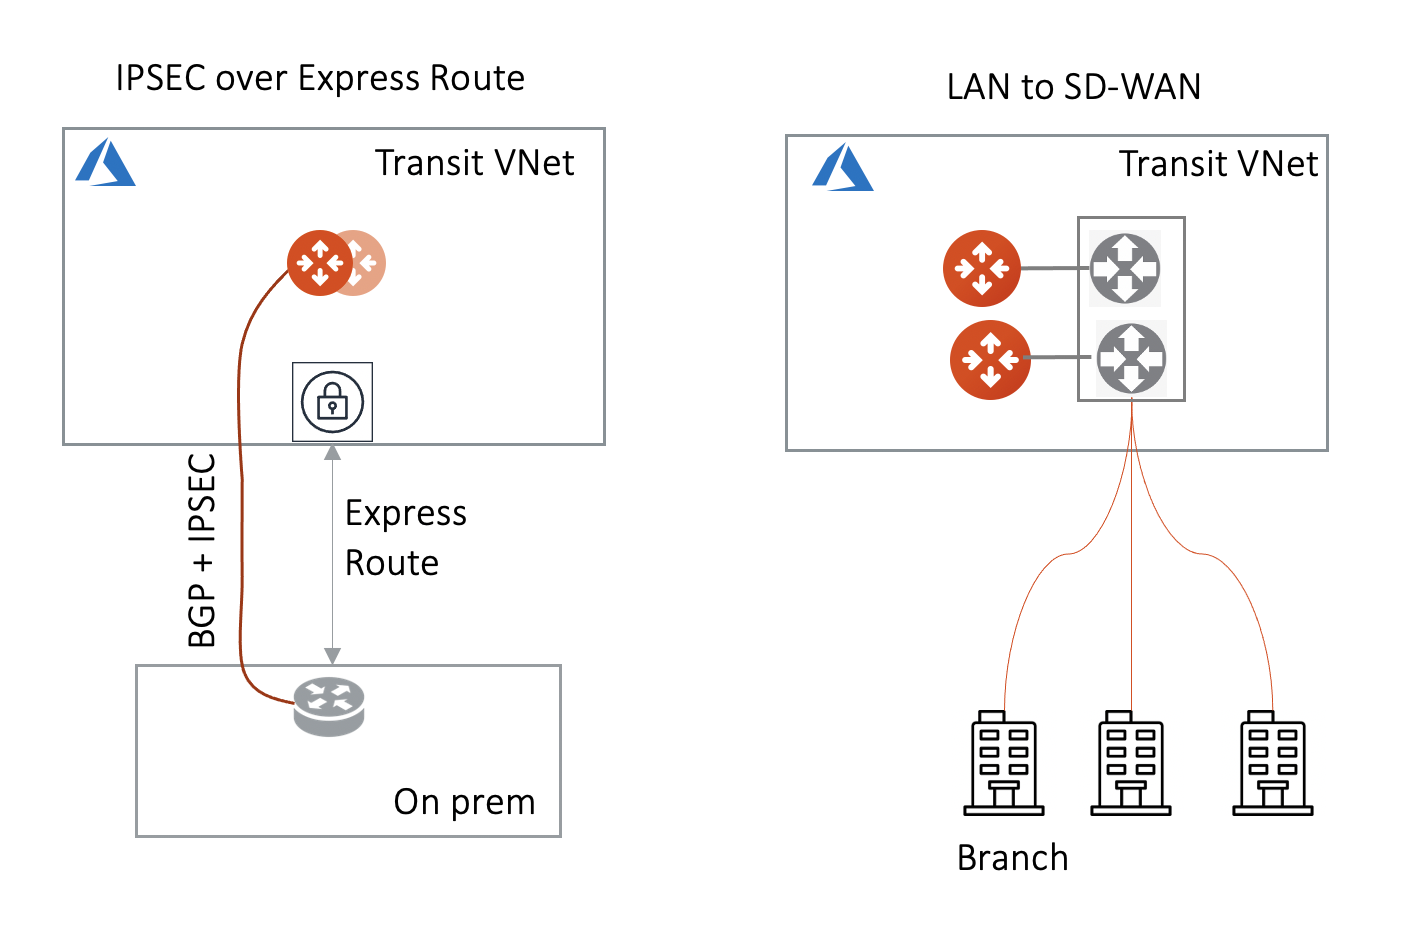 IPSEC over Express Route
Transit VNet
BGP + IPSEC
Express
Route
On prem
LAN to SD-WAN
Transit VNet
Branch